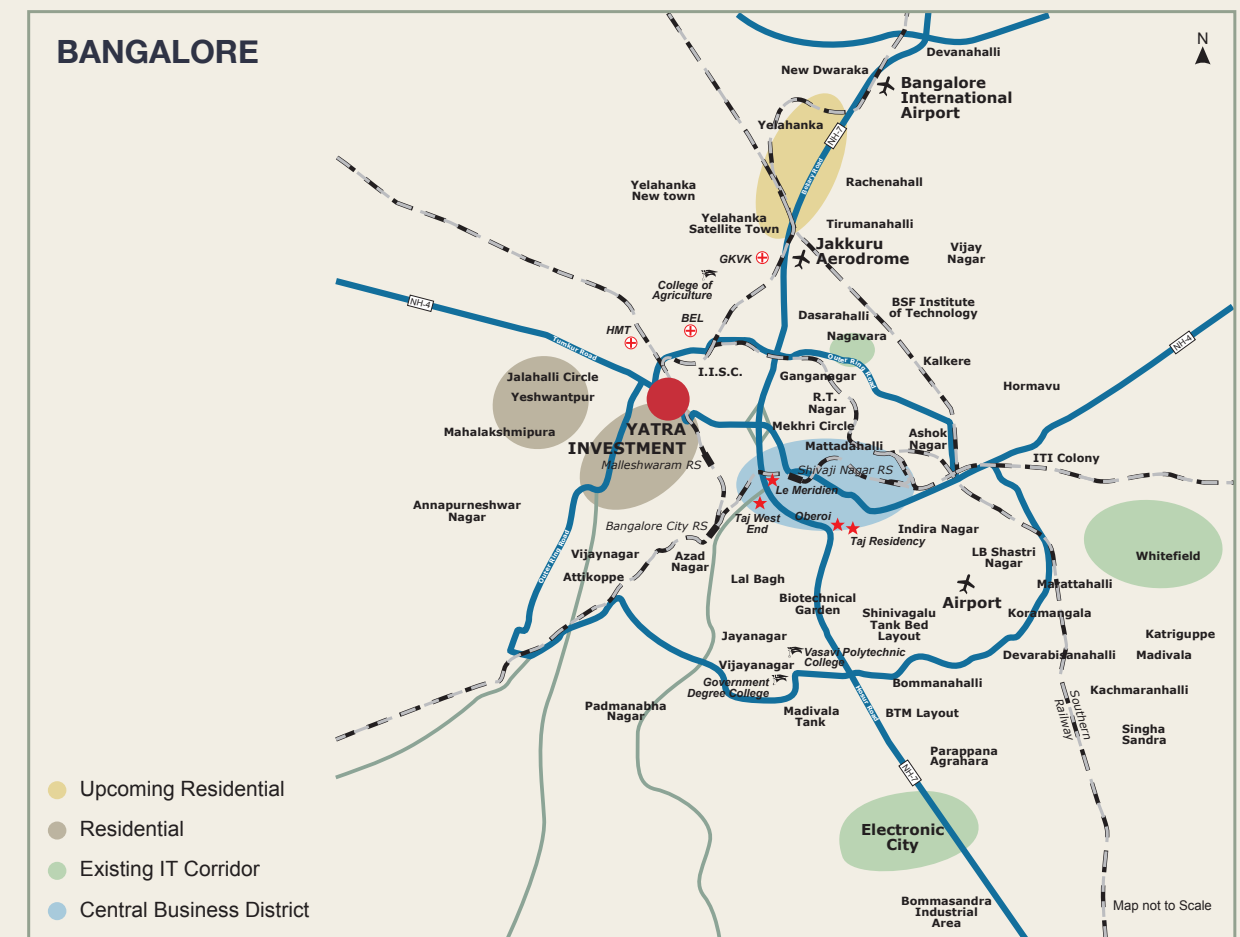 BANGALORE
N
Devanahalli
New Dwaraka
Bangalore
International
Airport
Yelahanka
NH-7
Bellary Road
Rachenahall
Yelahanka
New town
Yelahanka
Satellite Town
Tirumanahalli
Jakkuru
Aerodrome
Vijay
Nagar
GKVK
College of
Agriculture
BSF Institute
of Technology
NH-4
Dasarahalli
BEL
HMT
Nagavara
Tumkur Road
NH-4
Outer Ring Road
Kalkere
I.I.S.C.
Ganganagar
Jalahalli Circle
Yeshwantpur
Hormavu
R.T.
Nagar
Mahalakshmipura
YATRA
INVESTMENT
Malleshwaram RS
Mekhri Circle
Mattadahalli
Ashok
Nagar
Shivaji Nagar RS
ITI Colony
Le Meridien
Annapurneshwar
Nagar
Taj West
End
Oberoi
Taj Residency
Indira Nagar
Bangalore City RS
Outer Ring Road
Vijaynagar
Azad
Nagar
LB Shastri
Nagar
Whitefield
Attikoppe
Lal Bagh
Marattahalli
Biotechnical
Garden
Airport
Shinivagalu
Tank Bed
Layout
Koramangala
Jayanagar
Katriguppe
Vasavi Polytechnic
College
Devarabisanahalli
Madivala
Vijayanagar
Government
Degree College
Bommanahalli
Kachmaranhalli
Padmanabha
Nagar
Madivala
Tank
Hosur Road
BTM Layout
Southern
Railway
Singha
Sandra
Parappana
Agrahara
NH-7
Upcoming Residential
Residential
Electronic
City
Existing IT Corridor
Central Business District
Bommasandra
Industrial
Area
Map not to Scale